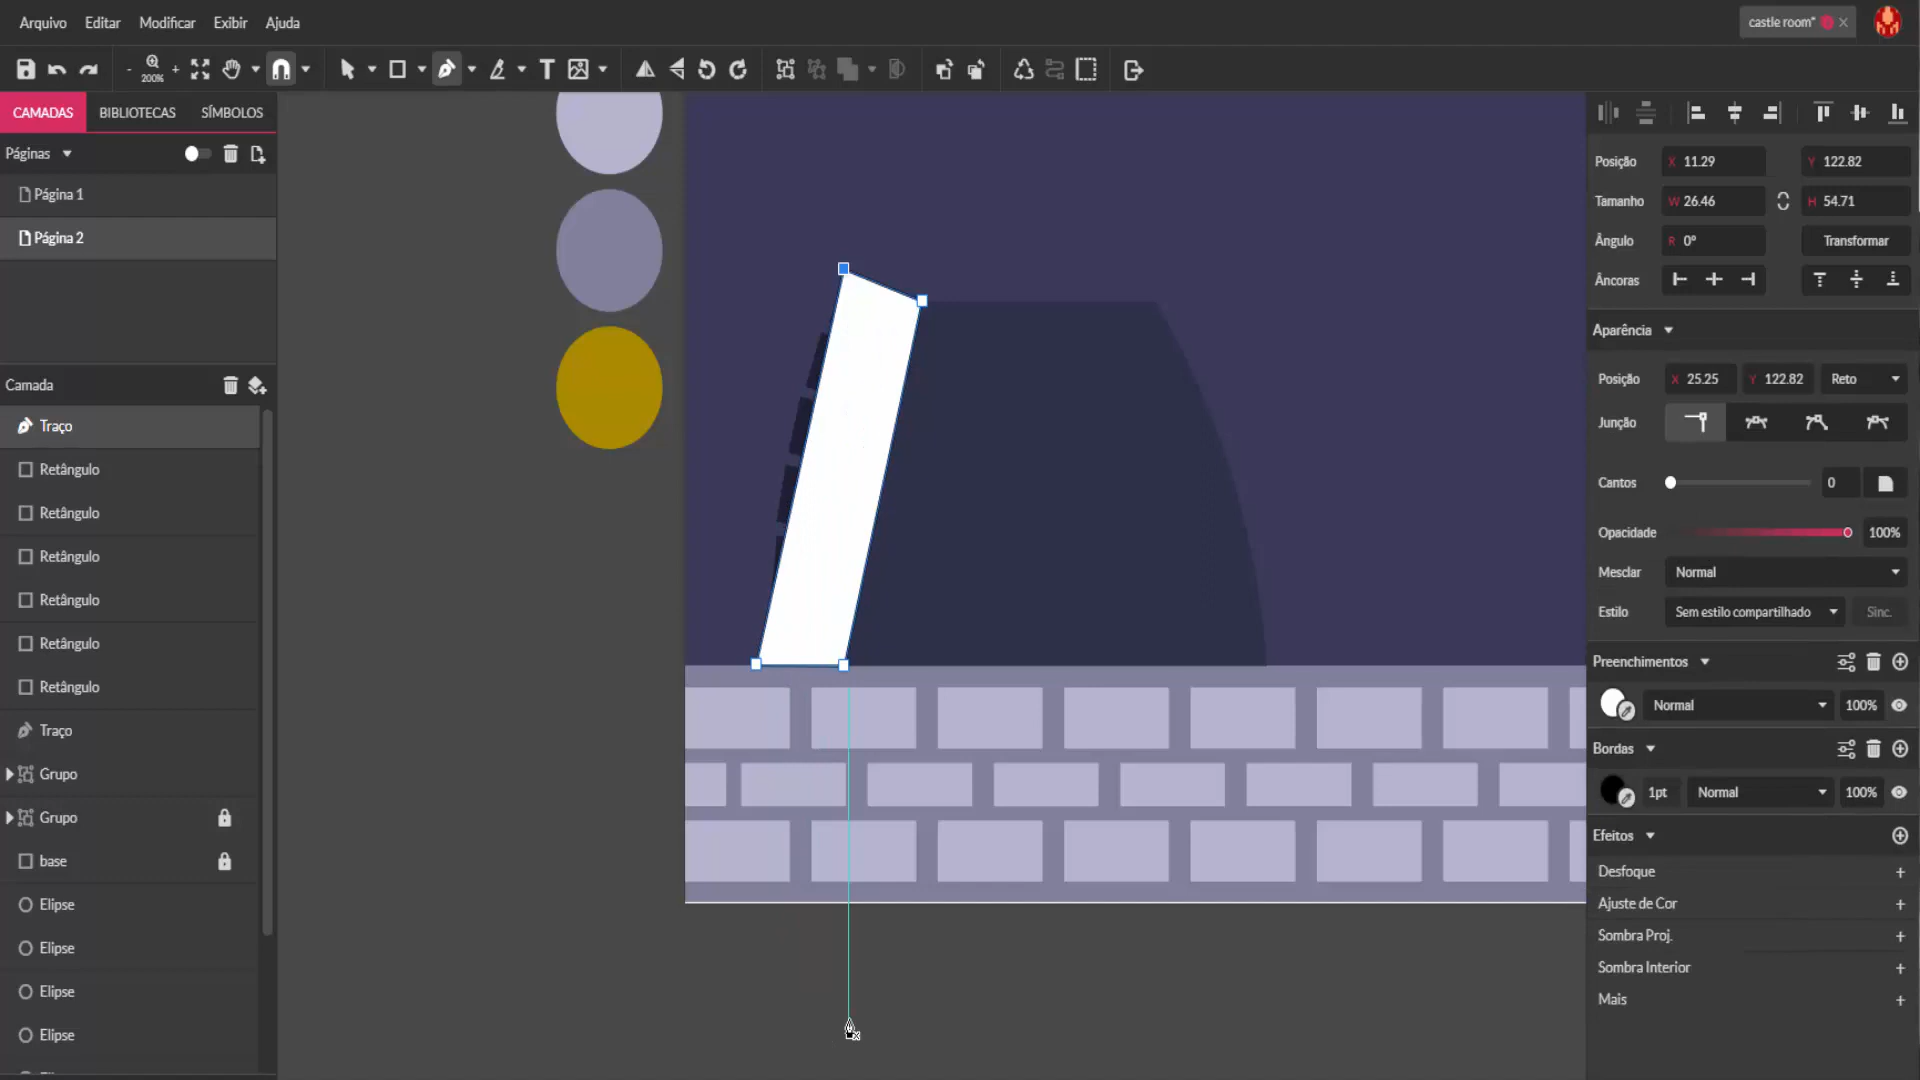 Arquivo Editar Modificar Exibir Ajuda
castle room*
- 200% +
CAMADAS BIBLIOTECAS SÍMBOLOS
Páginas
Página 1
Página 2
Camada
Traço
Retângulo
Retângulo
Retângulo
Retângulo
Retângulo
Retângulo
Traço
Grupo
Grupo
base
Elipse
Elipse
Elipse
Elipse
Posição X 11.29 Y 122.82
Tamanho W 26.46 H 54.71
Ângulo R 0º Transformar
Âncoras
Aparência
Posição X 25.25 Y 122.82 Reto
Junção
Cantos 0
Opacidade 100%
Mesclar Normal
Estilo Sem estilo compartilhado Sinc.
Preenchimentos
Normal 100%
Bordas
1pt Normal 100%
Efeitos
Desfoque +
Ajuste de Cor +
Sombra Proj. +
Sombra Interior +
Mais +